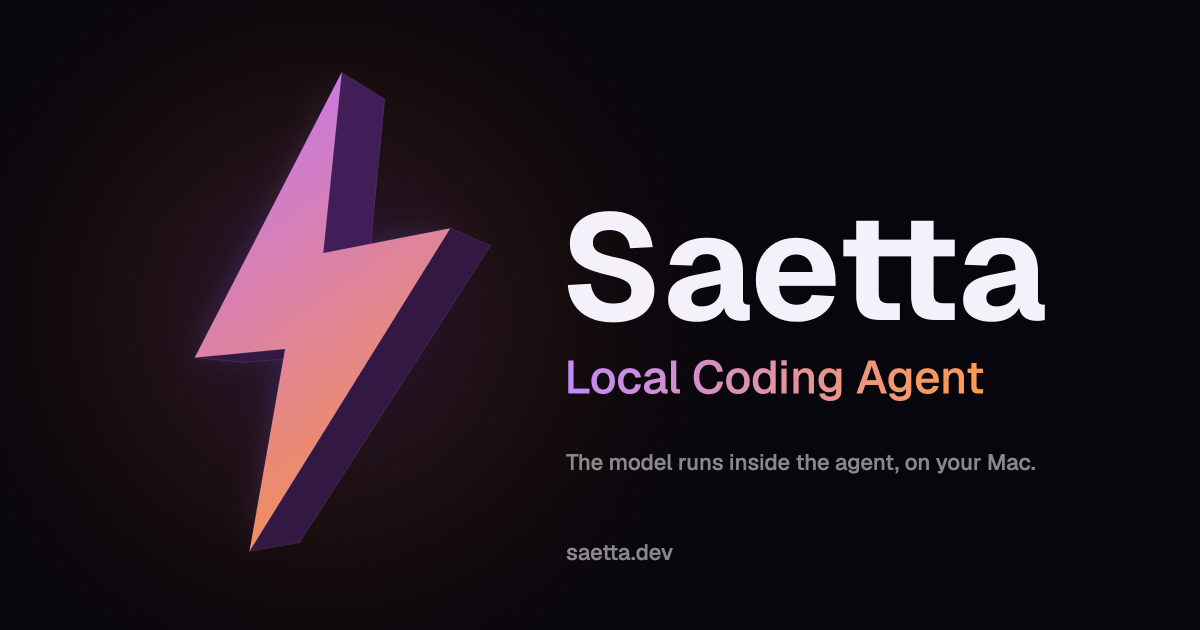 Saetta
Local Coding Agent
The model runs inside the agent, on your Mac.
saetta.dev